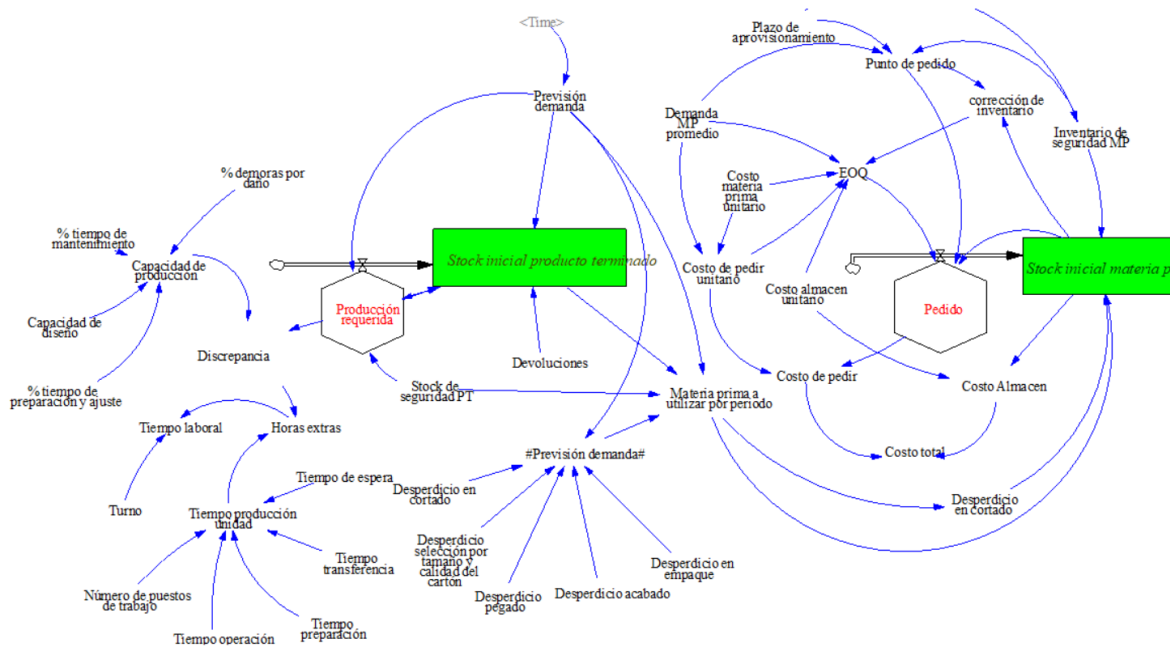 <Time>
Plazo de
aprovisionamiento
Punto de pedido
Previsión
demanda
corrección de
inventario
Demanda
MP
promedio
Inventario de
seguridad MP
% demoras por
daño
EOQ
Costo
materia
prima
unitario
% tiempo de
mantenimiento
Capacidad de
producción
Stock inicial producto terminado
Costo de pedir
unitario
Stock inicial materia p
Costo almacen
unitario
Producción
requerida
Pedido
Capacidad de
diseño
Discrepancia
Devoluciones
Costo de pedir
Costo Almacen
% tiempo de
preparación y ajuste
Stock de
seguridad PT
Materia prima a
utilizar por periodo
Tiempo laboral
Horas extras
#Previsión demanda#
Costo total
Tiempo de espera
Desperdicio en
cortado
Desperdicio
en cortado
Turno
Tiempo producción
unidad
Desperdicio
selección por
tamaño y
calidad del
cartón
Desperdicio en
empaque
Tiempo
transferencia
Número de puestos
de trabajo
Desperdicio
pegado
Desperdicio acabado
Tiempo operación
Tiempo
preparación